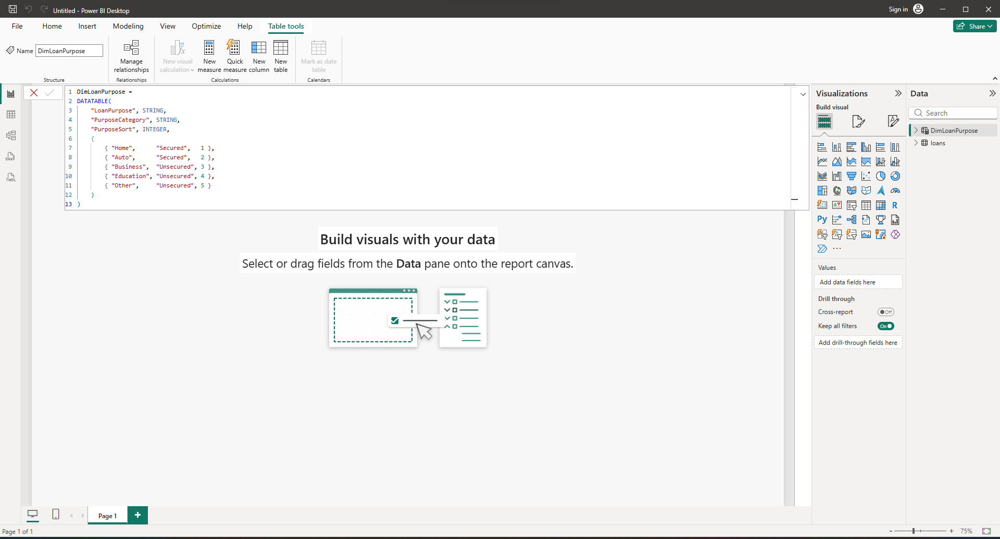 Untitled - Power BI Desktop
Sign in
File Home Insert Modeling View Optimize Help Table tools
Share
Name DimLoanPurpose
Manage relationships
New visual calculation
New measure
Quick measure
New column
New table
Mark as date table
Structure Relationships Calculations Calendars
1 DimLoanPurpose =
2 DATATABLE(
3 "LoanPurpose", STRING,
4 "PurposeCategory", STRING,
5 "PurposeSort", INTEGER,
6 {
7 { "Home", "Secured", 1 },
8 { "Auto", "Secured", 2 },
9 { "Business", "Unsecured", 3 },
10 { "Education", "Unsecured", 4 },
11 { "Other", "Unsecured", 5 }
12 }
13 )
DAX
TMDL
Build visuals with your data
Select or drag fields from the Data pane onto the report canvas.
Visualizations
Build visual
123
R
Py
Values
Add data fields here
Drill through
Cross-report Off
Keep all filters On
Add drill-through fields here
Data
Search
DimLoanPurpose
loans
Page 1
+
Page 1 of 1
- + 75%